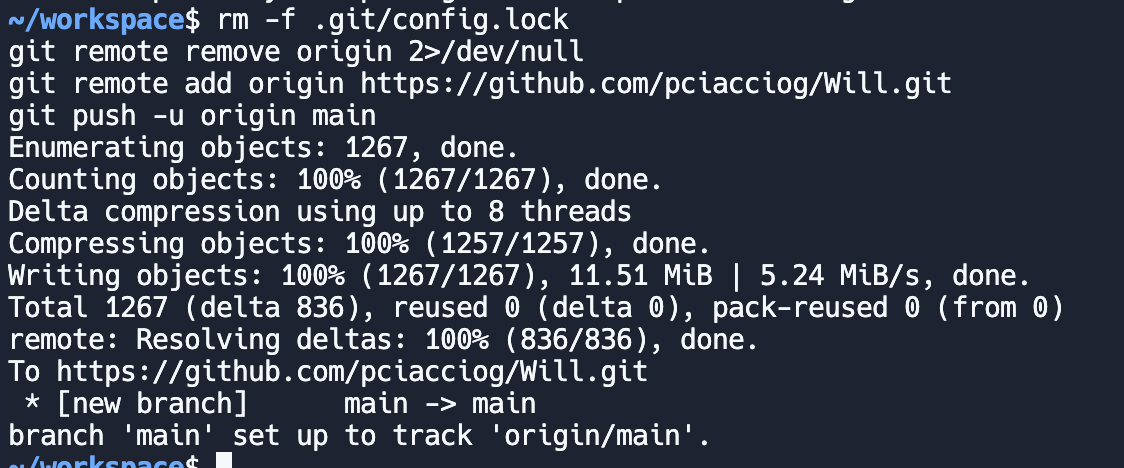 ~/workspace$ rm -f .git/config.lock
git remote remove origin 2>/dev/null
git remote add origin https://github.com/pciacciog/Will.git
git push -u origin main
Enumerating objects: 1267, done.
Counting objects: 100% (1267/1267), done.
Delta compression using up to 8 threads
Compressing objects: 100% (1257/1257), done.
Writing objects: 100% (1267/1267), 11.51 MiB | 5.24 MiB/s, done.
Total 1267 (delta 836), reused 0 (delta 0), pack-reused 0 (from 0)
remote: Resolving deltas: 100% (836/836), done.
To https://github.com/pciacciog/Will.git
 * [new branch]      main -> main
branch 'main' set up to track 'origin/main'.
~/workspace$